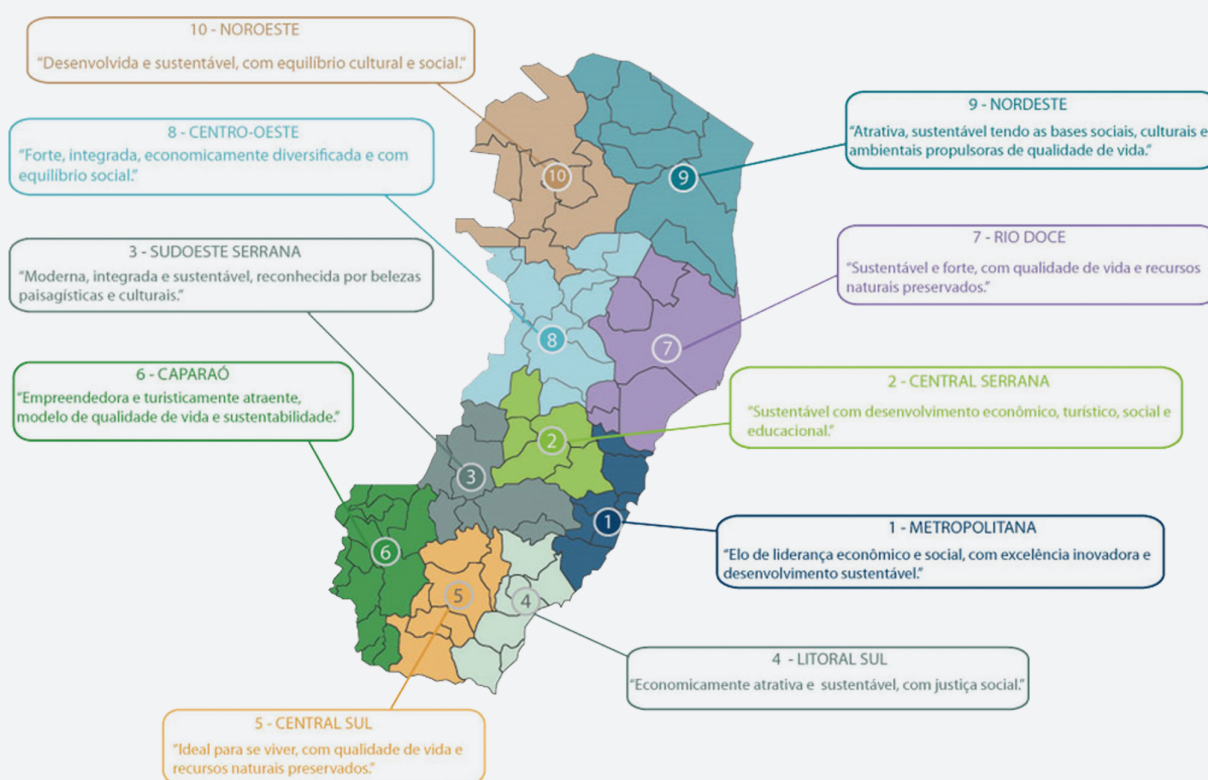 10 - NOROESTE
“Desenvolvida e sustentável, com equilíbrio cultural e social.”
8 - CENTRO-OESTE
“Forte, integrada, economicamente diversificada e com
equilíbrio social.”
3 - SUDOESTE SERRANA
“Moderna, integrada e sustentável, reconhecida por belezas
paisagísticas e culturais.”
6 - CAPARAÓ
“Empreendedora e turisticamente atraente,
modelo de qualidade de vida e sustentabilidade.”
9 - NORDESTE
“Atrativa, sustentável tendo as bases sociais, culturais e
ambientais propulsoras de qualidade de vida.”
7 - RIO DOCE
“Sustentável e forte, com qualidade de vida e recursos
naturais preservados.”
2 - CENTRAL SERRANA
“Sustentável com desenvolvimento econômico, turístico, social e
educacional.”
1 - METROPOLITANA
“Elo de liderança econômico e social, com excelência inovadora e
desenvolvimento sustentável.”
4 - LITORAL SUL
“Economicamente atrativa e sustentável, com justiça social.”
5 - CENTRAL SUL
“Ideal para se viver, com qualidade de vida e
recursos naturais preservados.”
10
9
8
7
2
3
1
6
5
4